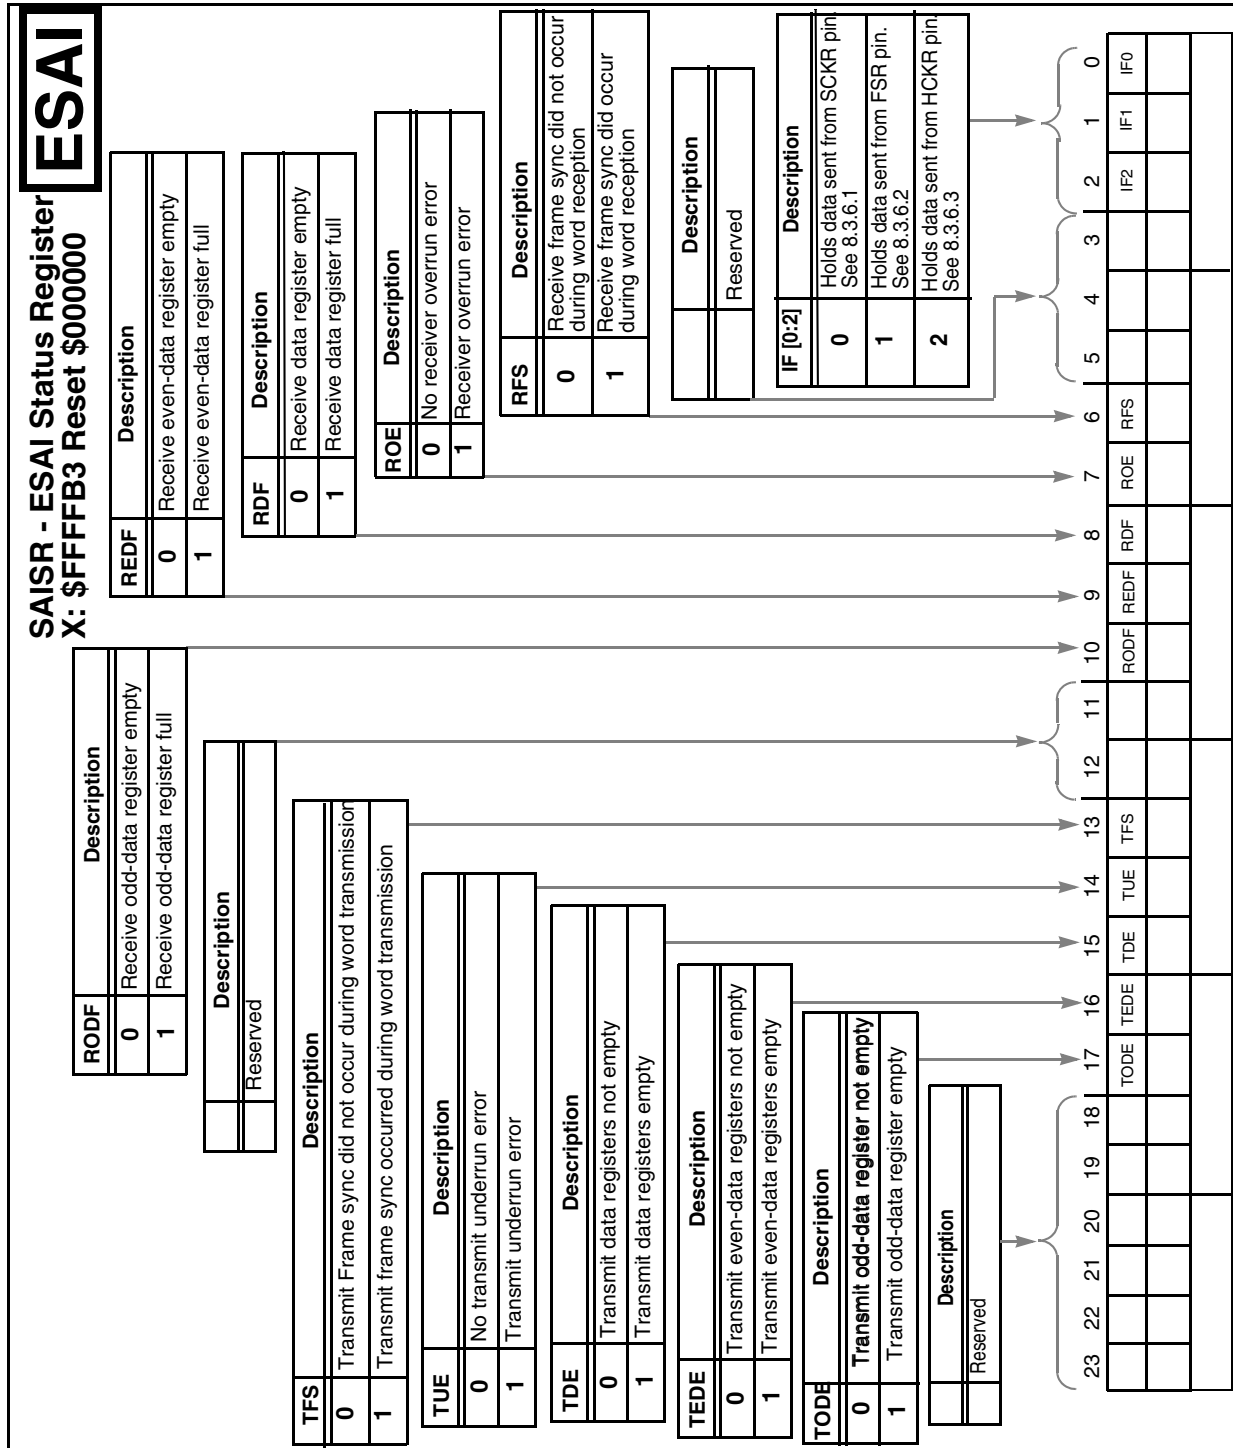 SAISR - ESAI Status Register
X: $FFFFB3 Reset $000000
ESAI
RODF Description
0 Receive odd-data register empty
1 Receive odd-data register full
REDF Description
0 Receive even-data register empty
1 Receive even-data register full
Description
Reserved
RDF Description
0 Receive data register empty
1 Receive data register full
TFS Description
0 Transmit Frame sync did not occur during word transmission
1 Transmit frame sync occurred during word transmission
ROE Description
0 No receiver overrun error
1 Receiver overrun error
TUE Description
0 No transmit underrun error
1 Transmit underrun error
RFS Description
0 Receive frame sync did not occur
during word reception
1 Receive frame sync did occur
during word reception
TDE Description
0 Transmit data registers not empty
1 Transmit data registers empty
Description
Reserved
TEDE Description
0 Transmit even-data registers not empty
1 Transmit even-data registers empty
IF [0:2] Description
0 Holds data sent from SCKR pin.
See 8.3.6.1
1 Holds data sent from FSR pin.
See 8.3.6.2
2 Holds data sent from HCKR pin.
See 8.3.6.3
TODE Description
0 Transmit odd-data register not empty
1 Transmit odd-data register empty
Description
Reserved
23 22 21 20 19 18 17 16 15 14 13 12 11 10 9 8 7 6 5 4 3 2 1 0
TODE TEDE TDE TUE TFS RODF REDF RDF ROE RFS IF2 IF1 IF0